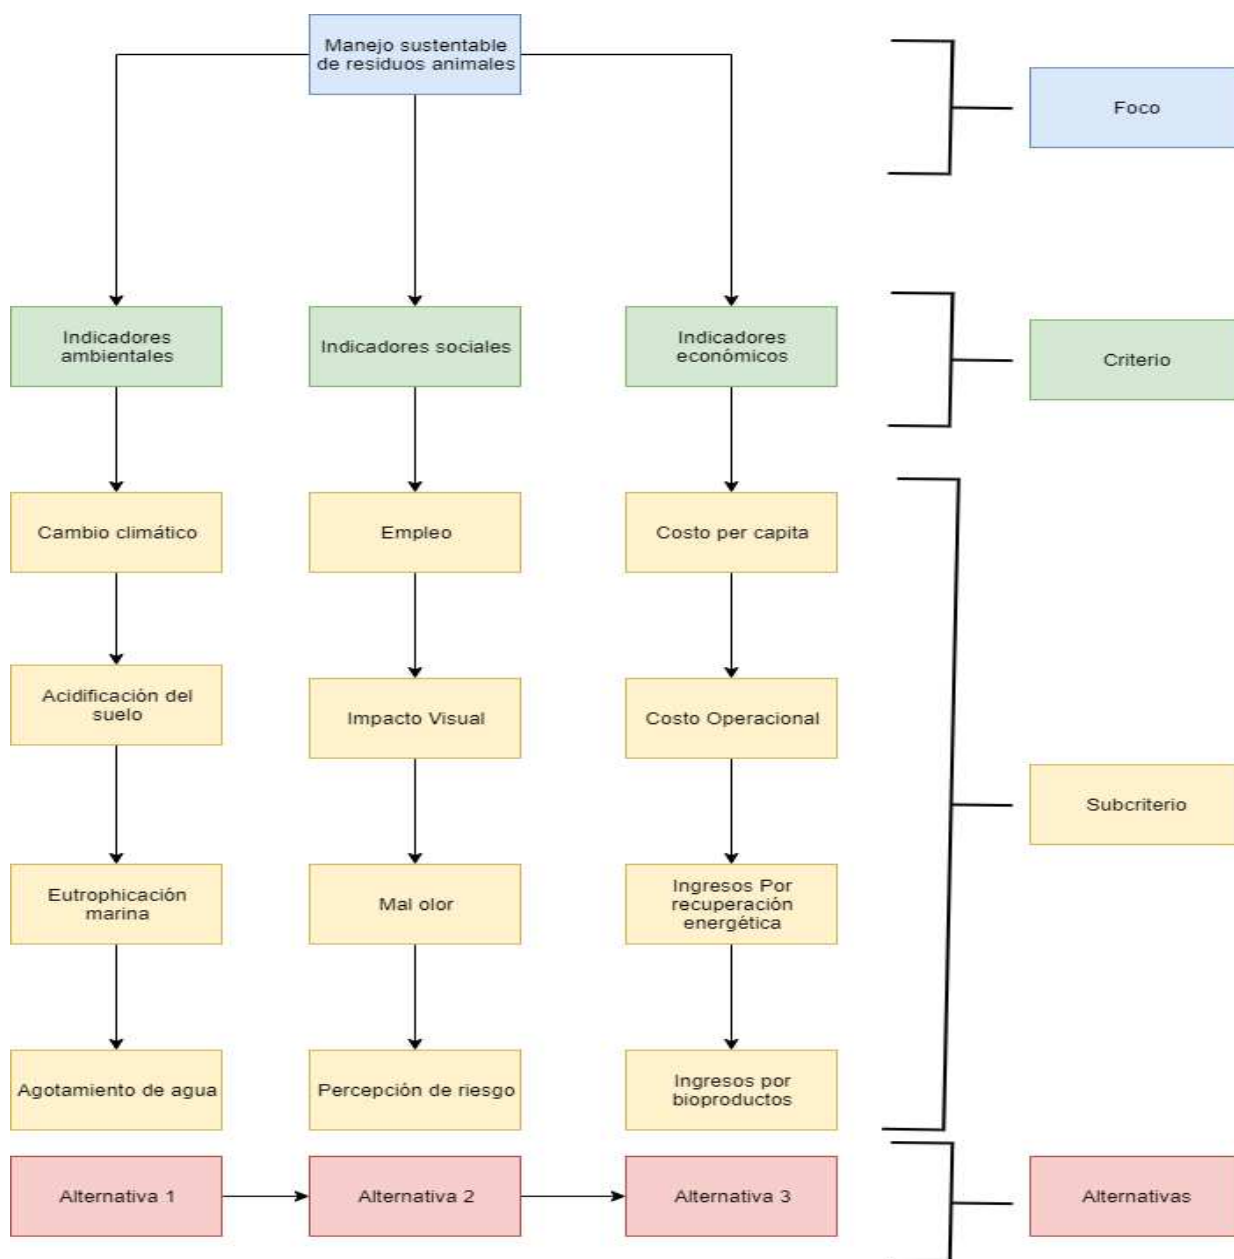 Manejo sustentable
de residuos animales
Foco
Indicadores
ambientales
Indicadores sociales
Indicadores
económicos
Criterio
Cambio climático
Empleo
Costo per capita
Acidificación del
suelo
Impacto Visual
Costo Operacional
Subcriterio
Eutrophicación
marina
Mal olor
Ingresos Por
recuperación
energética
Agotamiento de agua
Percepción de riesgo
Ingresos por
bioproductos
Alternativa 1
Alternativa 2
Alternativa 3
Alternativas